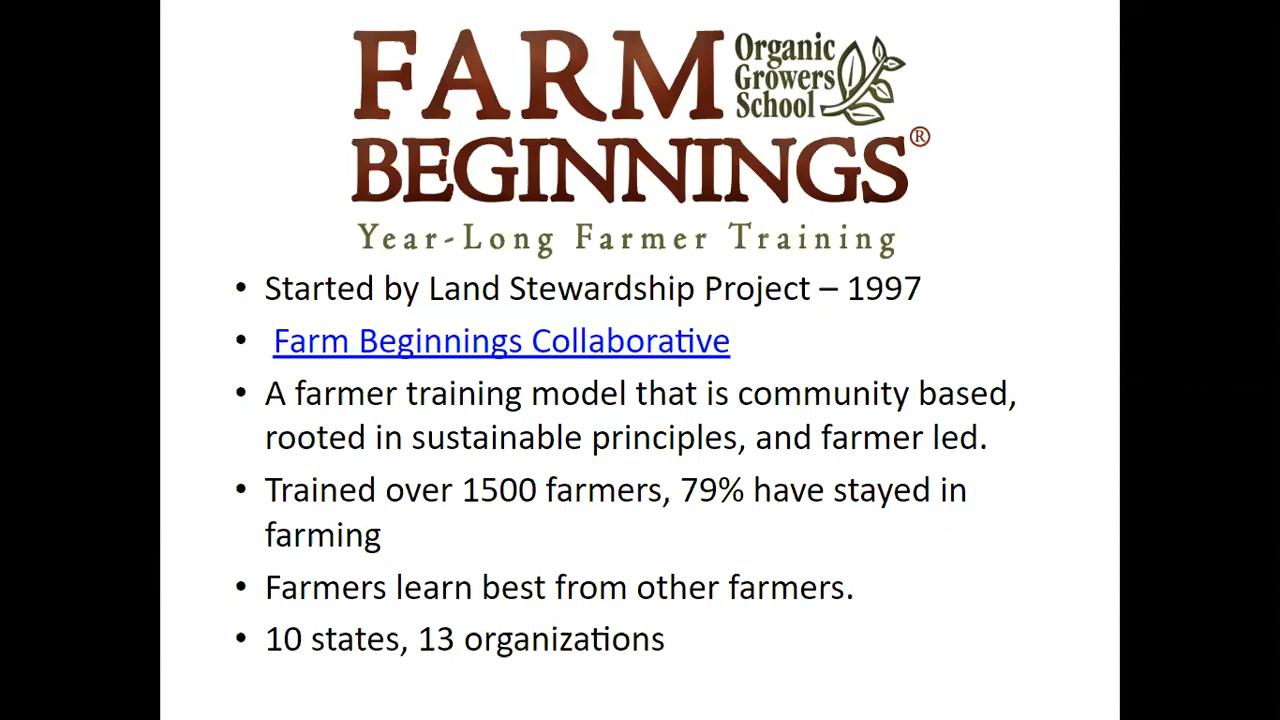 FARM
Organic
Growers
School
BEGINNINGS®
Year-Long Farmer Training
• Started by Land Stewardship Project – 1997
• Farm Beginnings Collaborative
• A farmer training model that is community based,
rooted in sustainable principles, and farmer led.
• Trained over 1500 farmers, 79% have stayed in
farming
• Farmers learn best from other farmers.
• 10 states, 13 organizations